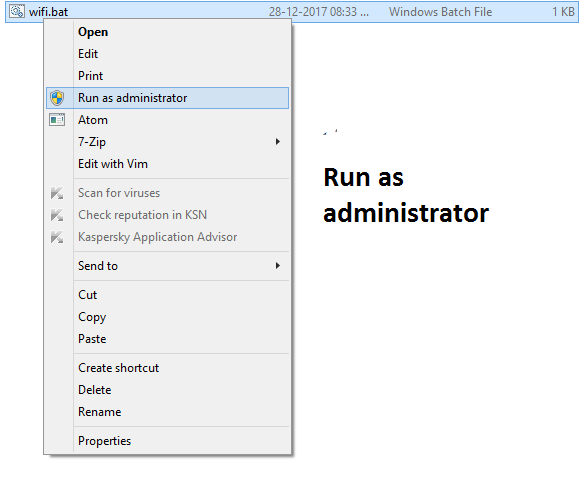 wifi.bat 28-12-2017 08:33 ... Windows Batch File 1 KB
Open
Edit
Print
Run as administrator
Atom
7-Zip
Edit with Vim
Scan for viruses
Check reputation in KSN
Kaspersky Application Advisor
Send to
Cut
Copy
Paste
Create shortcut
Delete
Rename
Properties
Run as
administrator